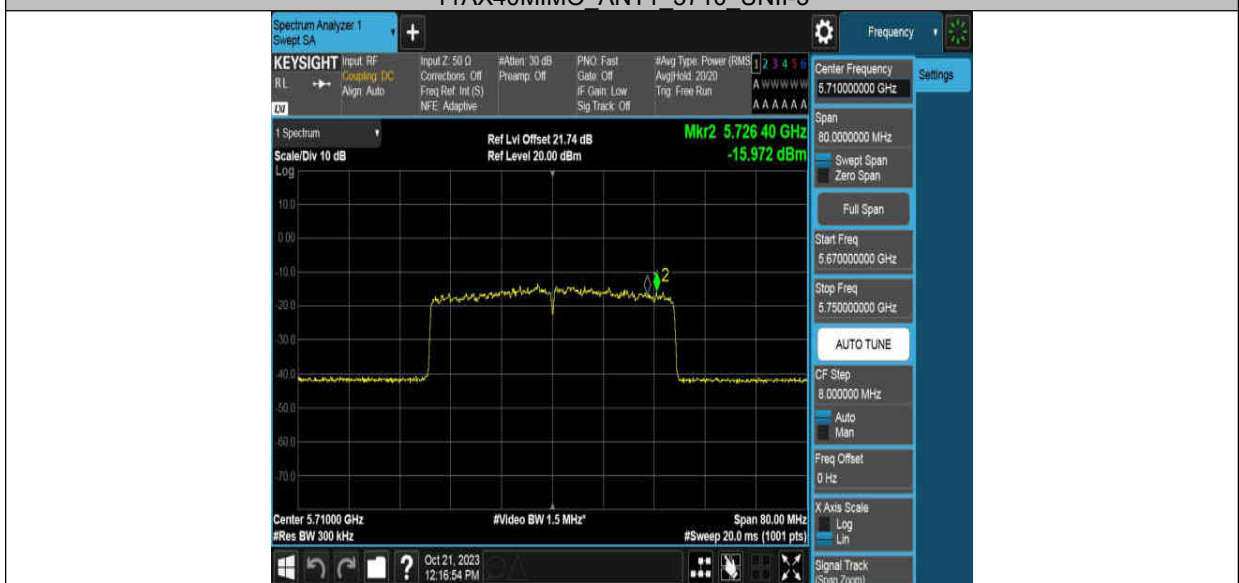 11AX40MIMO_ANT1_5710_UNII-3
Spectrum Analyzer 1
Swept SA
+
Frequency
KEYSIGHT
RL
LXI
Input: RF
Coupling: DC
Align: Auto
Input Z: 50 Ω
Corrections: Off
Freq Ref: Int (S)
NFE: Adaptive
#Atten: 30 dB
Preamp: Off
PNO: Fast
Gate: Off
IF Gain: Low
Sig Track: Off
#Avg Type: Power (RMS
Avg|Hold: 20/20
Trig: Free Run
1 2 3 4 5 6
A W W W W W
A A A A A A
1 Spectrum
Scale/Div 10 dB
Log
Ref Lvl Offset 21.74 dB
Ref Level 20.00 dBm
Mkr2 5.726 40 GHz
-15.972 dBm
10.0
0.00
-10.0
-20.0
-30.0
-40.0
-50.0
-60.0
-70.0
2
Center 5.71000 GHz
#Res BW 300 kHz
#Video BW 1.5 MHz*
Span 80.00 MHz
#Sweep 20.0 ms (1001 pts)
Oct 21, 2023
12:16:54 PM
?
Settings
Center Frequency
5.710000000 GHz
Span
80.0000000 MHz
Swept Span
Zero Span
Full Span
Start Freq
5.670000000 GHz
Stop Freq
5.750000000 GHz
AUTO TUNE
CF Step
8.000000 MHz
Auto
Man
Freq Offset
0 Hz
X Axis Scale
Log
Lin
Signal Track
(Span Zoom)